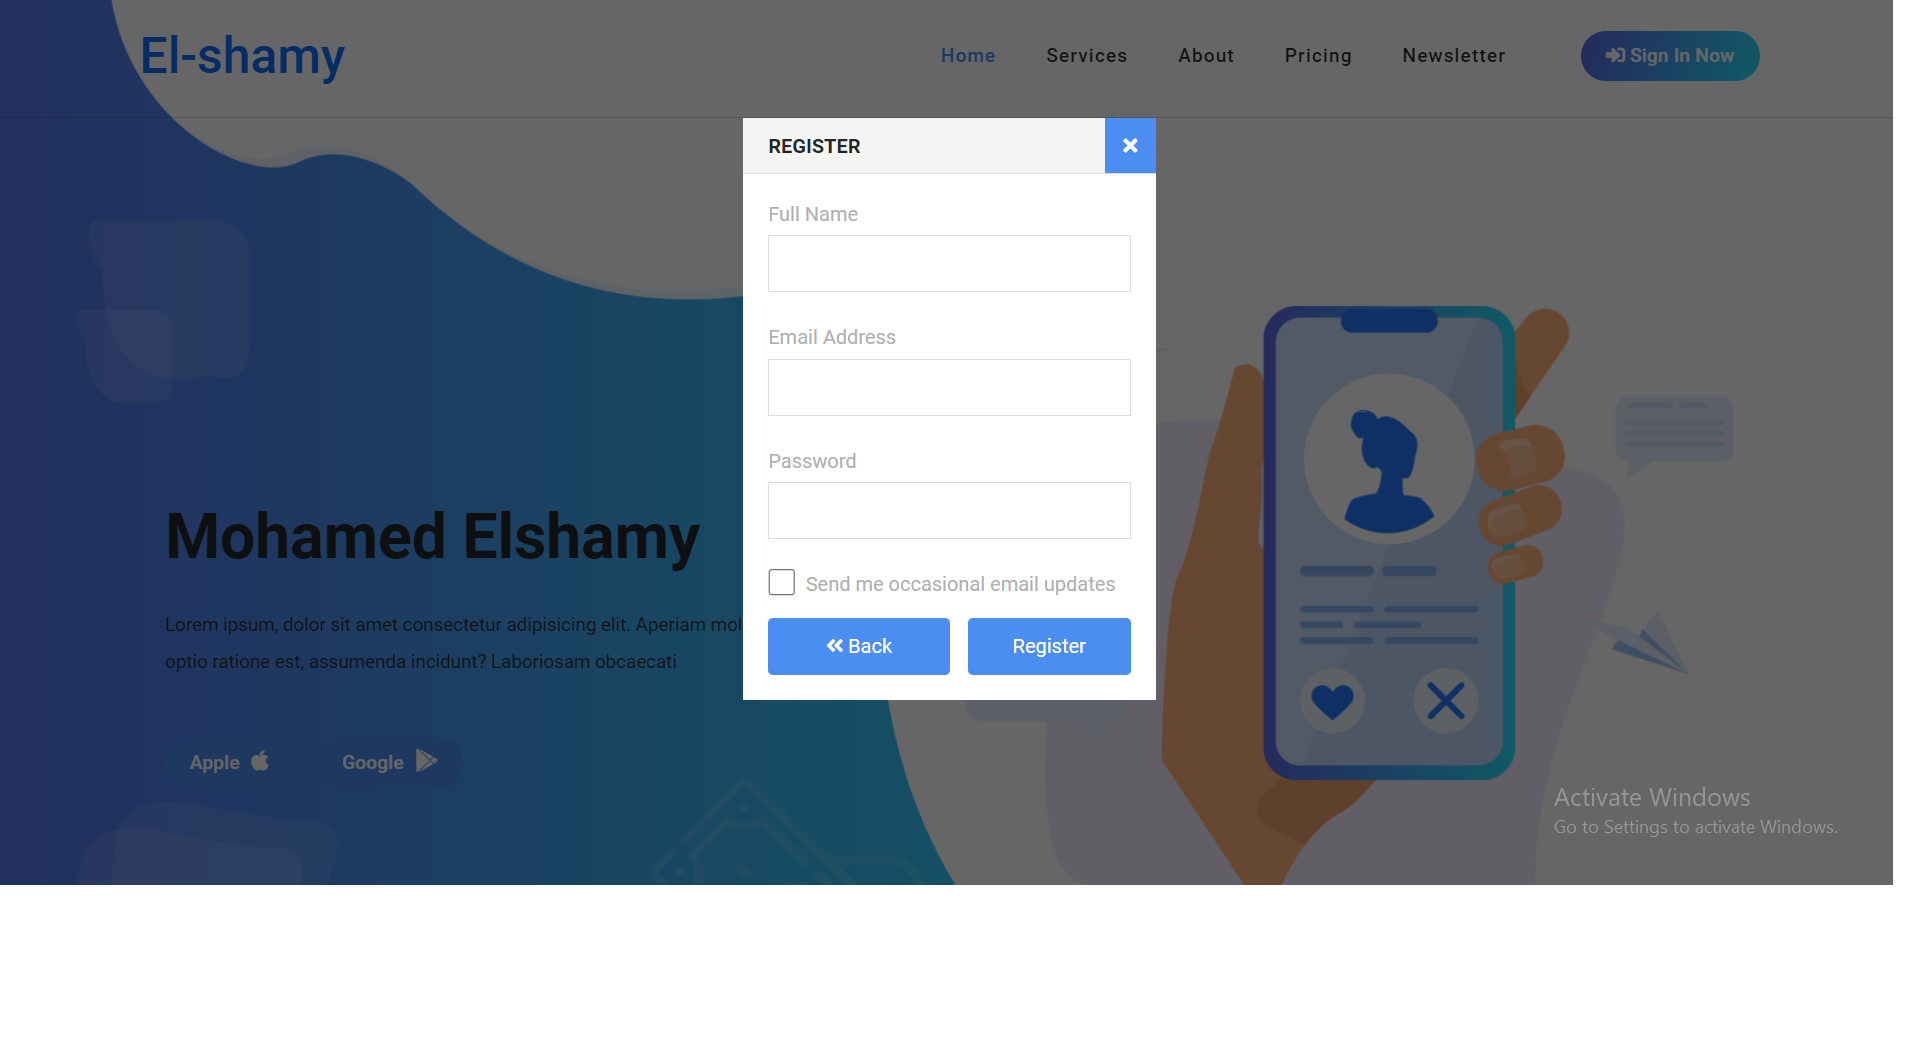 El-shamy
Home Services About Pricing Newsletter Sign In Now
REGISTER
Full Name
Email Address
Password
Send me occasional email updates
Back Register
Mohamed Elshamy
Lorem ipsum, dolor sit amet consectetur adipisicing elit. Aperiam mol
optio ratione est, assumenda incidunt? Laboriosam obcaecati
Apple Google
Activate Windows
Go to Settings to activate Windows.